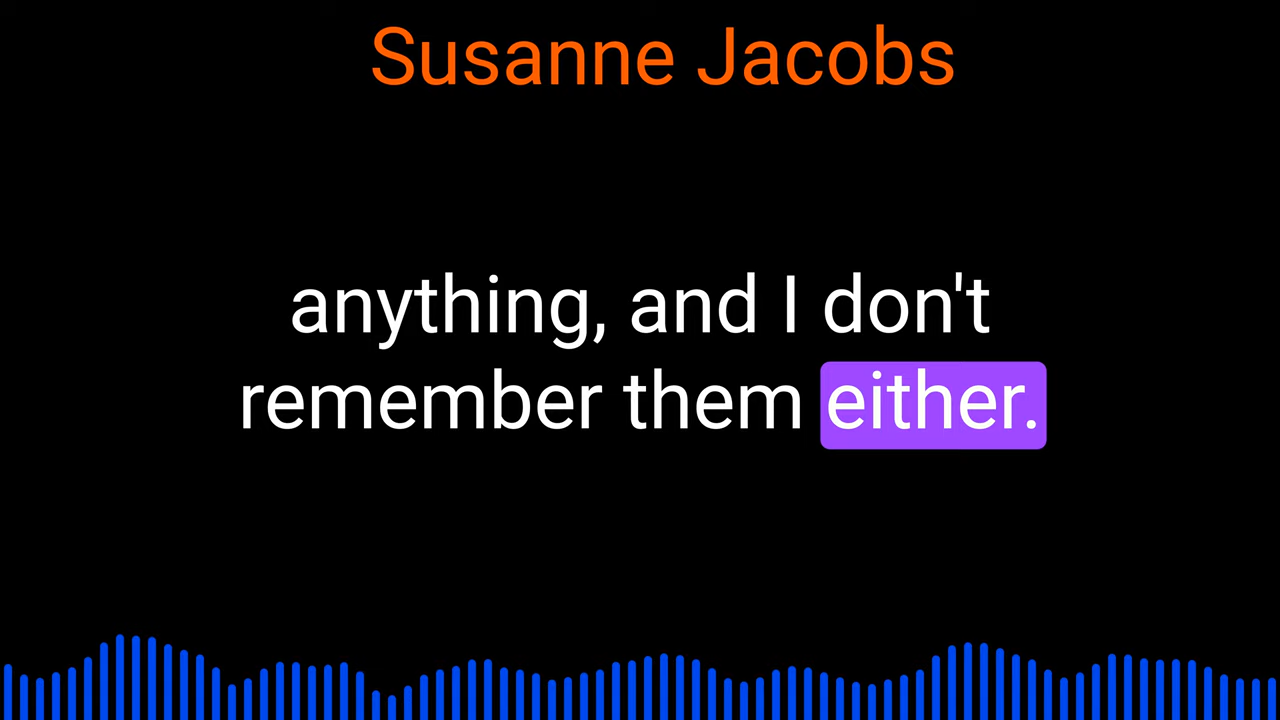 Susanne Jacobs
anything, and I don't
remember them either.